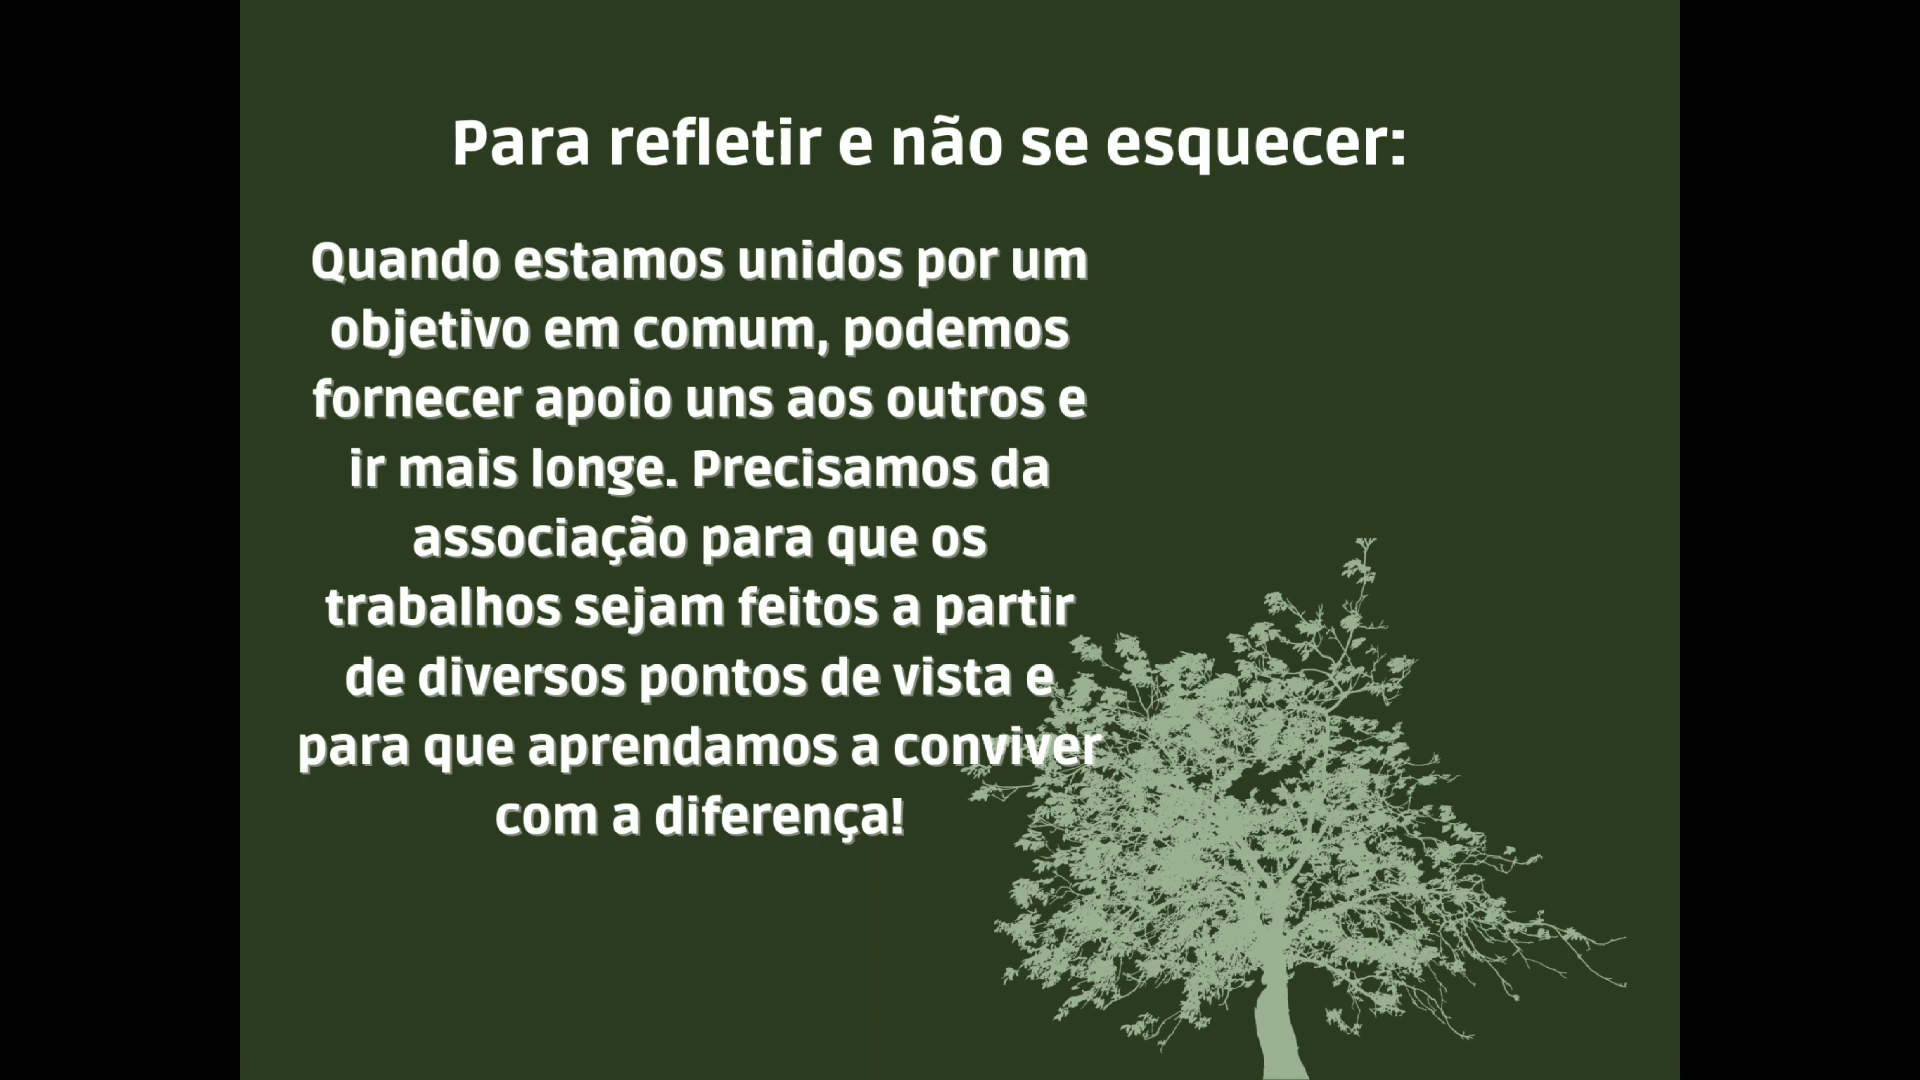 Para refletir e não se esquecer:
Quando estamos unidos por um
objetivo em comum, podemos
fornecer apoio uns aos outros e
ir mais longe. Precisamos da
associação para que os
trabalhos sejam feitos a partir
de diversos pontos de vista e
para que aprendamos a conviver
com a diferença!